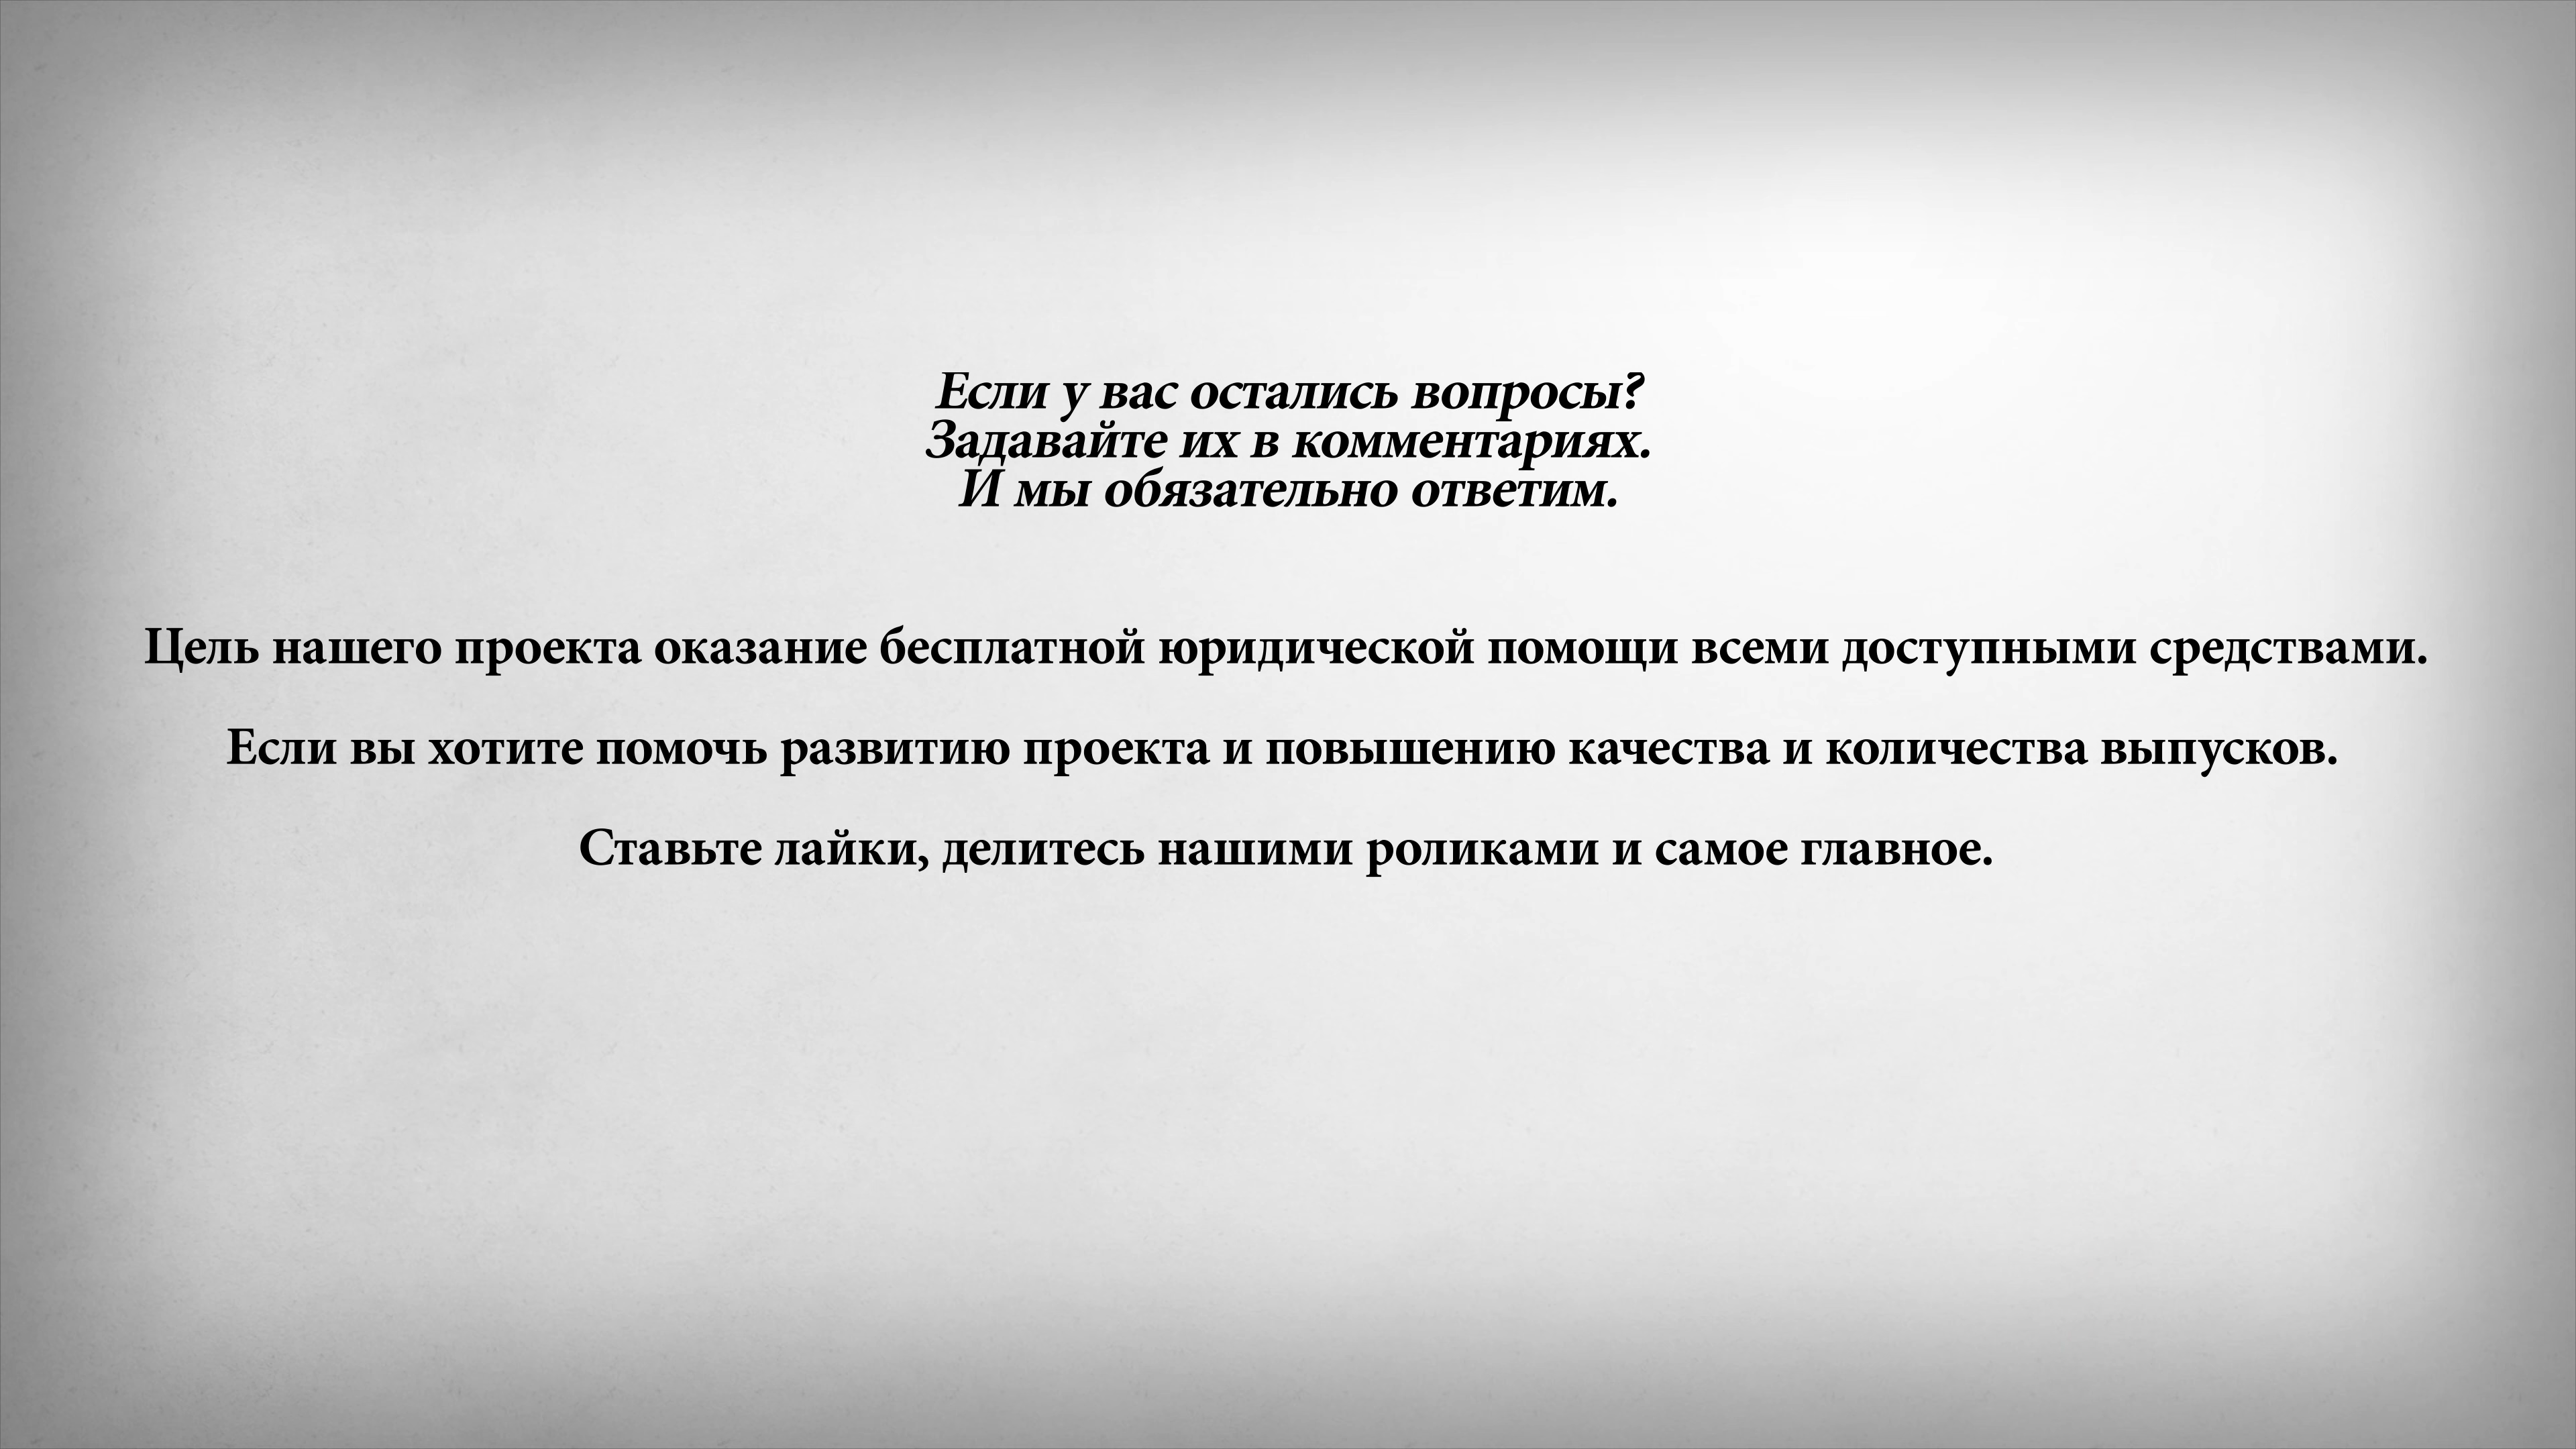 Если у вас остались вопросы?
Задавайте их в комментариях.
И мы обязательно ответим.
Цель нашего проекта оказание бесплатной юридической помощи всеми доступными средствами.
Если вы хотите помочь развитию проекта и повышению качества и количества выпусков.
Ставьте лайки, делитесь нашими роликами и самое главное.